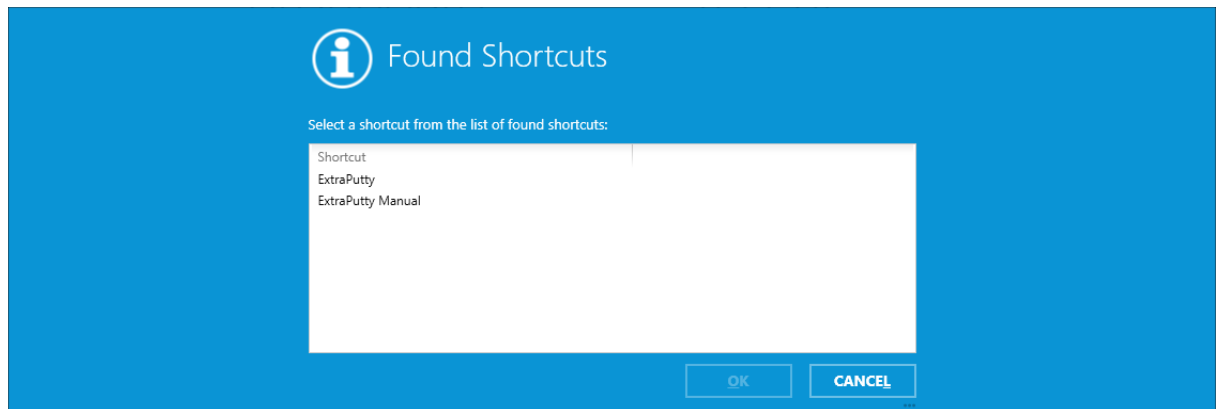 Found Shortcuts
Select a shortcut from the list of found shortcuts:
Shortcut
ExtraPutty
ExtraPutty Manual
OK
CANCEL